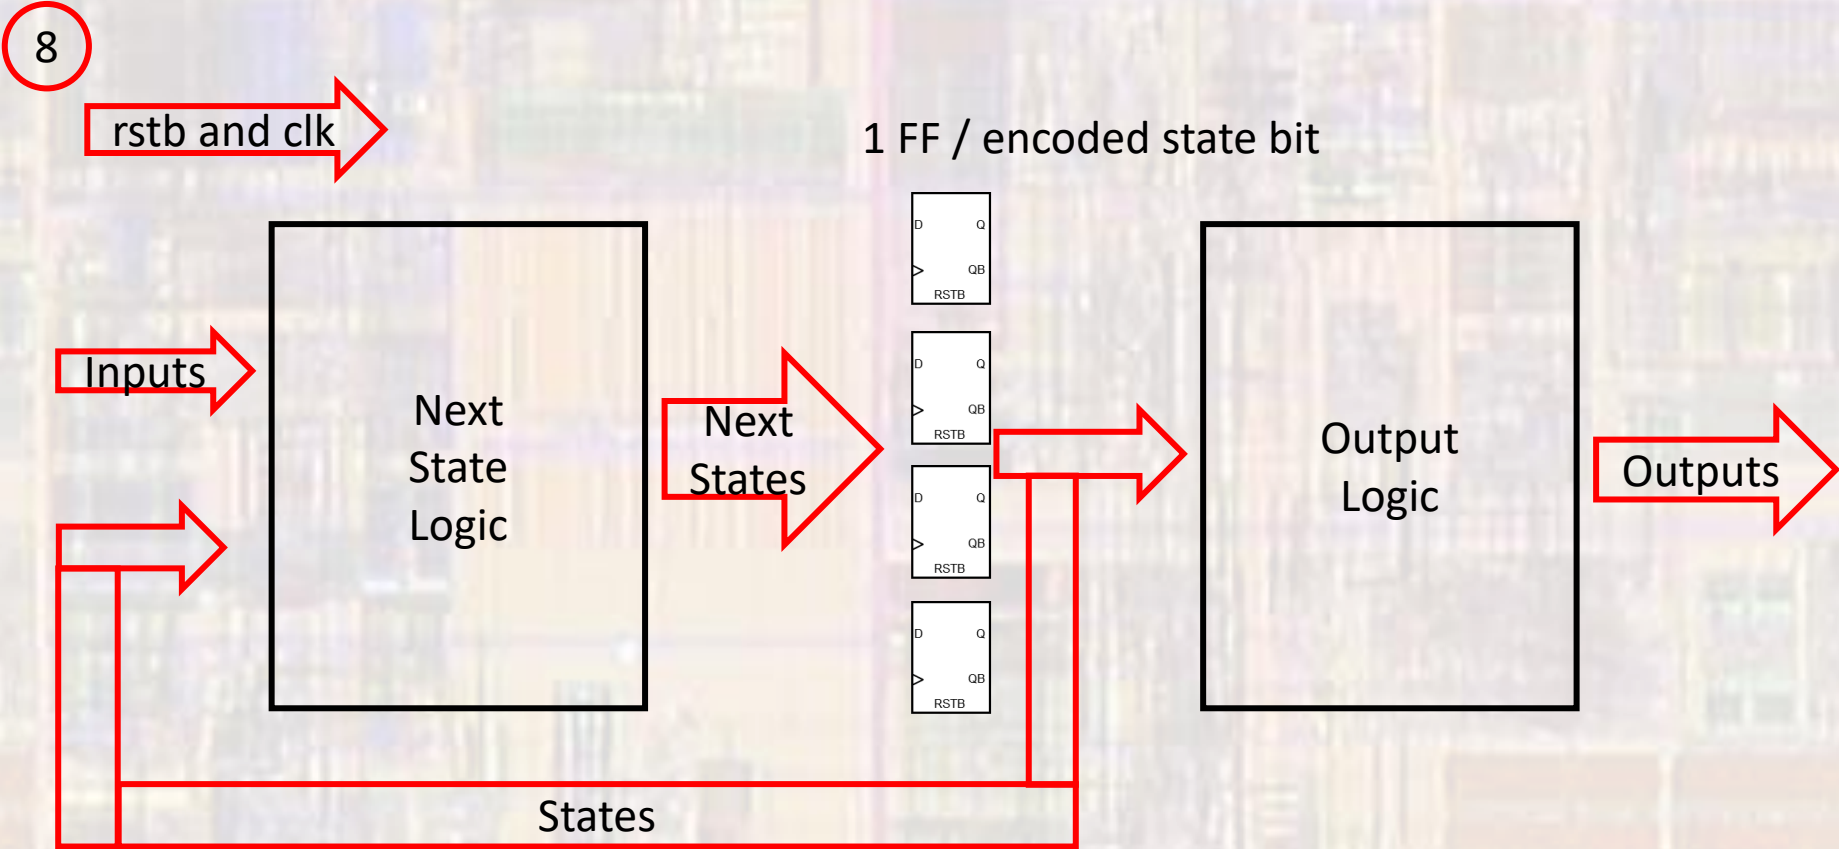 8
rstb and clk
1 FF / encoded state bit
D Q
QB
RSTB
Inputs
Next
State
Logic
Next
States
D Q
QB
RSTB
D Q
QB
RSTB
D Q
QB
RSTB
Output
Logic
Outputs
States